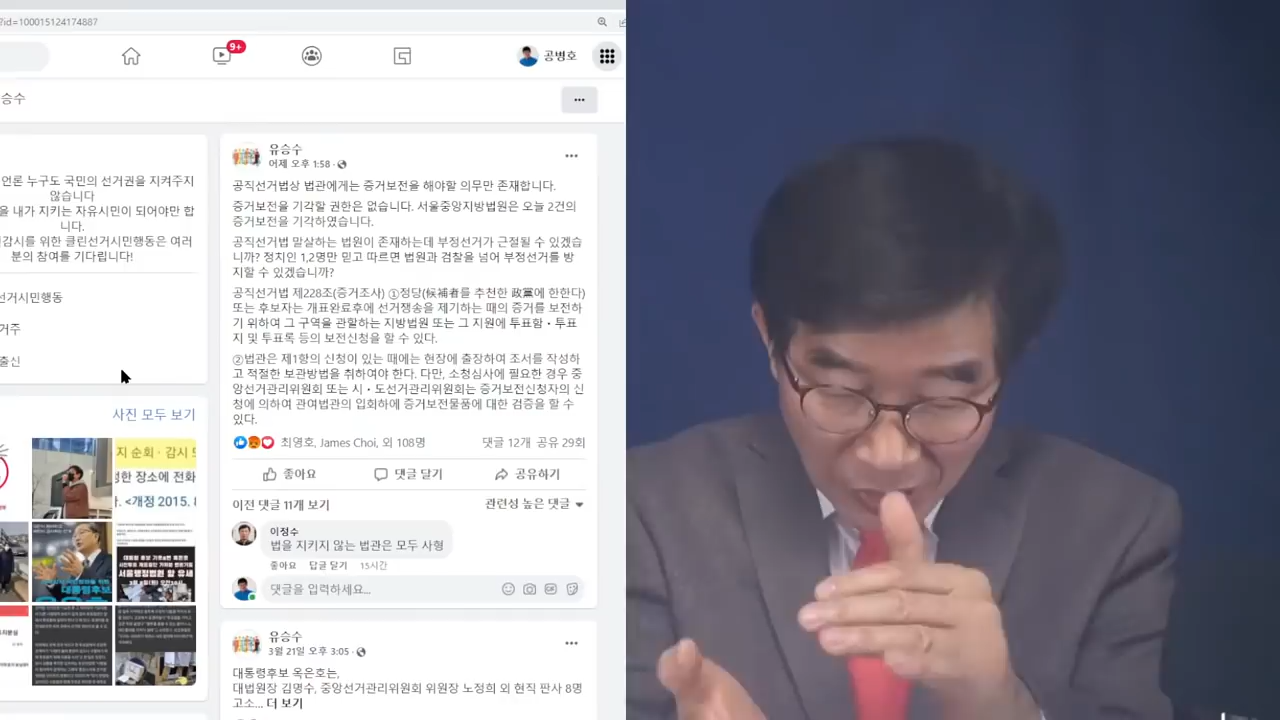 ?id=100015124174887
9+
공병호
승수
언론 누구도 국민의 선거권을 지켜주지
않습니다
을 내가 지키는 자유시민이 되어야만 합
니다.
감시를 위한 클린선거시민행동은 여러
분의 참여를 기다립니다!
선거시민행동
거주
출신
사진 모두 보기
지 순회·감시 5
정한 장소에 전화
<개정 2015. 8
유승수
어제 오후 1:58 ·
공직선거법상 법관에게는 증거보전을 해야할 의무만 존재합니다.
증거보전을 기각할 권한은 없습니다. 서울중앙지방법원은 오늘 2건의
증거보전을 기각하였습니다.
공직선거법 말살하는 법원이 존재하는데 부정선거가 근절될 수 있겠습
니까? 정치인 1,2명만 믿고 따르면 법원과 검찰을 넘어 부정선거를 방
지할 수 있겠습니까?
공직선거법 제228조(증거조사) ①정당(候補者를 추천한 政黨에 한한다)
또는 후보자는 개표완료후에 선거쟁송을 제기하는 때의 증거를 보전하
기 위하여 그 구역을 관할하는 지방법원 또는 그 지원에 투표함·투표
지 및 투표록 등의 보전신청을 할 수 있다.
②법관은 제1항의 신청이 있는 때에는 현장에 출장하여 조서를 작성하
고 적절한 보관방법을 취하여야 한다. 다만, 소청심사에 필요한 경우 중
앙선거관리위원회 또는 시·도선거관리위원회는 증거보전신청자의 신
청에 의하여 관여법관의 입회하에 증거보전물품에 대한 검증을 할 수
있다.
최영호, James Choi, 외 108명
댓글 12개 공유 29회
좋아요
댓글 달기
공유하기
이전 댓글 11개 보기
관련성 높은 댓글
이정수
법을 지키지 않는 법관은 모두 사형
좋아요 답글 달기 15시간
댓글을 입력하세요...
유승수
3월 21일 오후 3:05 ·
대통령후보 옥은호는,
대법원장 김명수, 중앙선거관리위원회 위원장 노정희 외 현직 판사 8명
고소... 더 보기